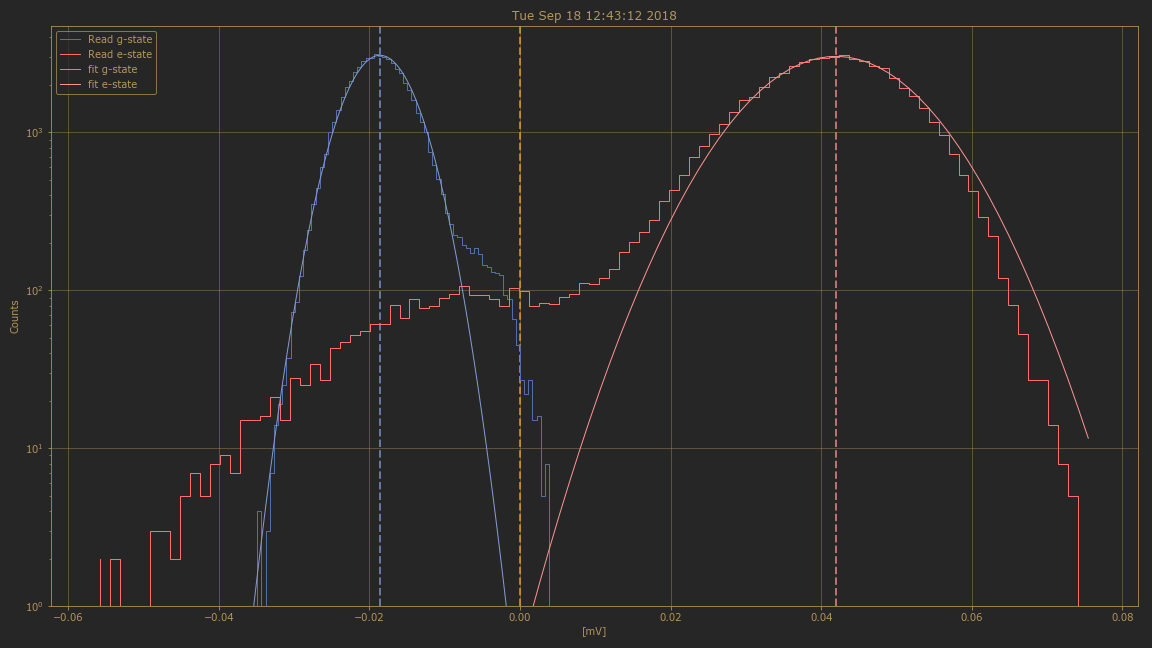 Tue Sep 18 12:43:12 2018
Read g-state
Read e-state
fit g-state
fit e-state
10³
10²
10¹
10⁰
Counts
−0.06 −0.04 −0.02 0.00 0.02 0.04 0.06 0.08
[mV]